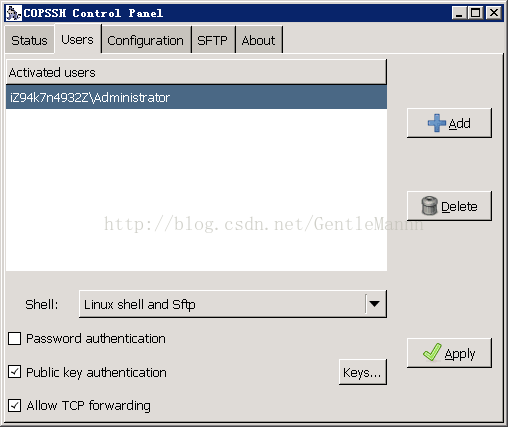 COPSSH Control Panel
Status Users Configuration SFTP About
Activated users
iZ94k7n4932Z\Administrator
Add
http://blog.csdn.net/GentleMannn
Delete
Shell: Linux shell and Sftp
Password authentication
Apply
Public key authentication Keys...
Allow TCP forwarding